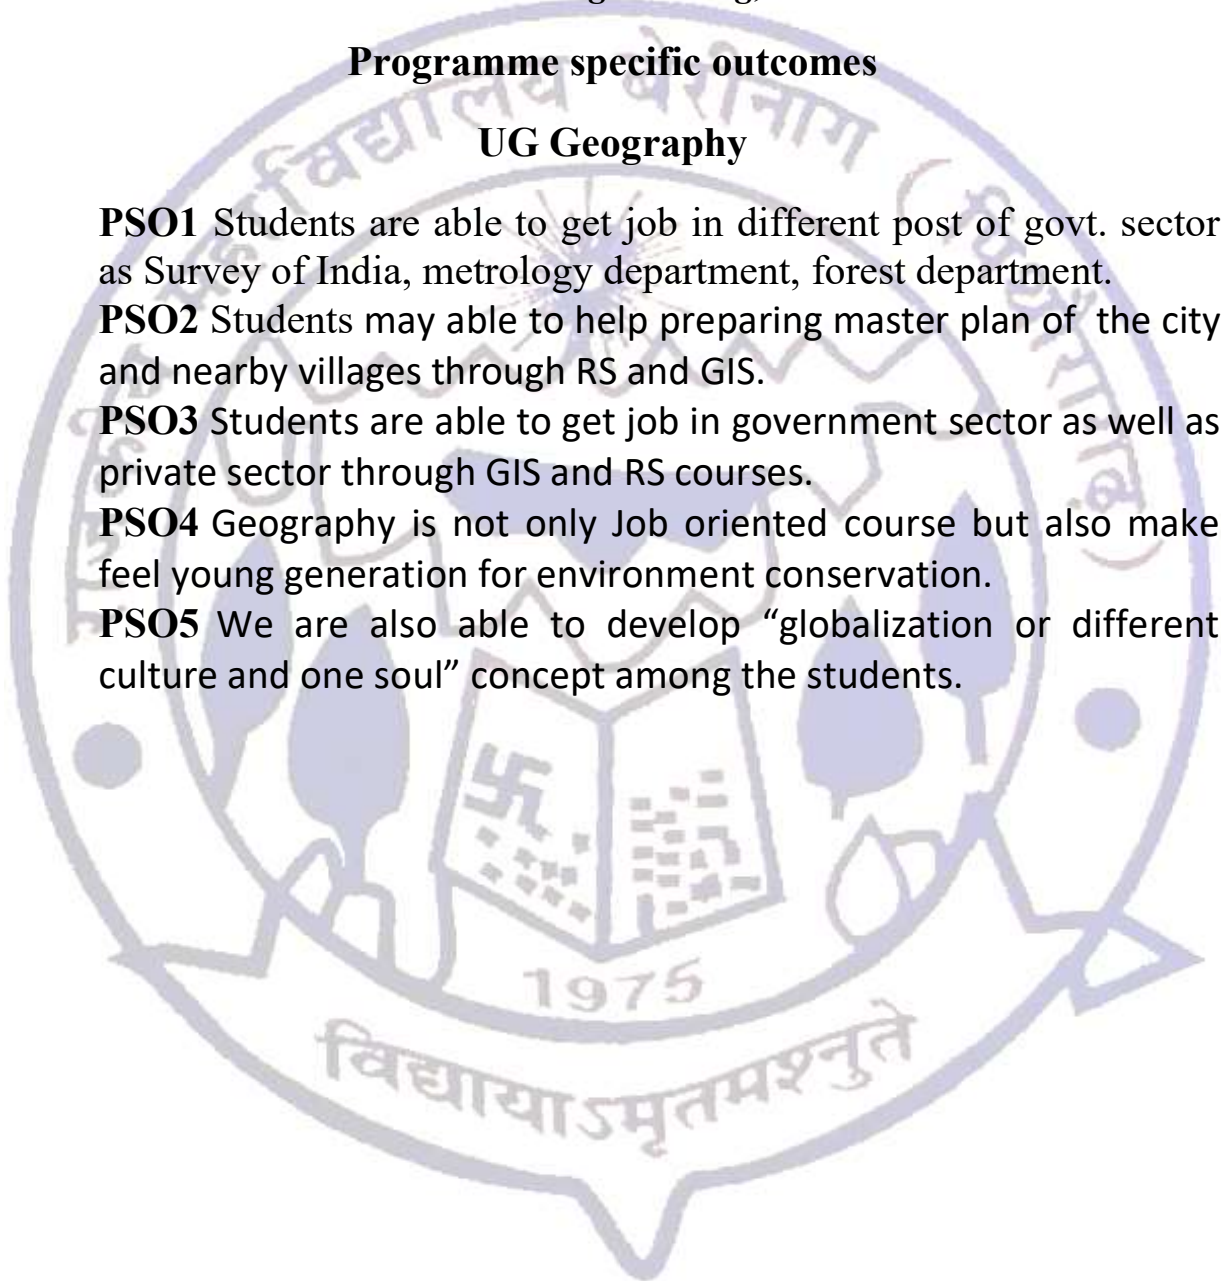 Programme specific outcomes
UG Geography
PSO1 Students are able to get job in different post of govt. sector
as Survey of India, metrology department, forest department.
PSO2 Students may able to help preparing master plan of the city
and nearby villages through RS and GIS.
PSO3 Students are able to get job in government sector as well as
private sector through GIS and RS courses.
PSO4 Geography is not only Job oriented course but also make
feel young generation for environment conservation.
PSO5 We are also able to develop “globalization or different
culture and one soul” concept among the students.
महाविद्यालय बेरीनाग
1975
विद्यायाऽमृतमश्नुते